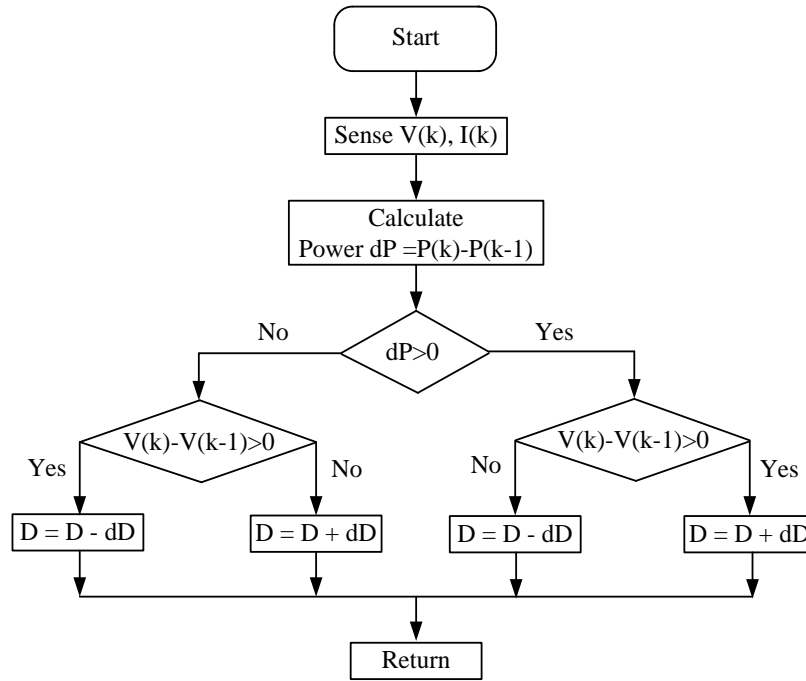 Start
Sense V(k), I(k)
Calculate
Power dP =P(k)-P(k-1)
No
Yes
dP>0
V(k)-V(k-1)>0
V(k)-V(k-1)>0
Yes
No
No
Yes
D = D - dD
D = D + dD
D = D - dD
D = D + dD
Return